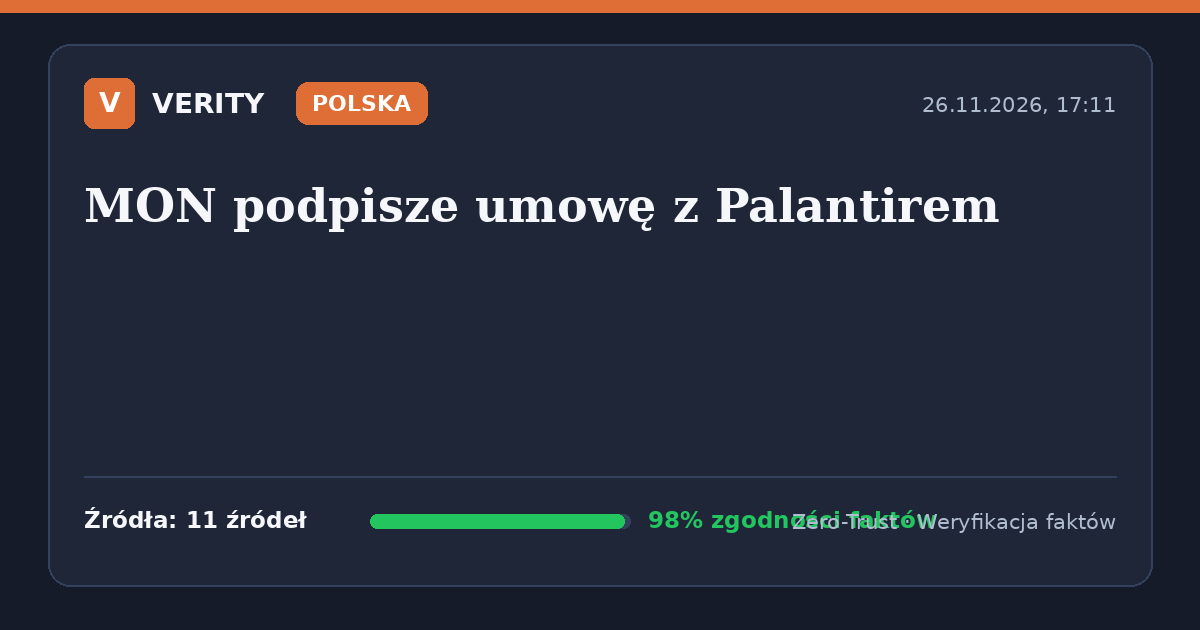 V VERITY POLSKA 26.11.2026, 17:11
MON podpisze umowę z Palantirem
Źródła: 11 źródeł 98% zgodności faktów Zero-Trust · Weryfikacja faktów